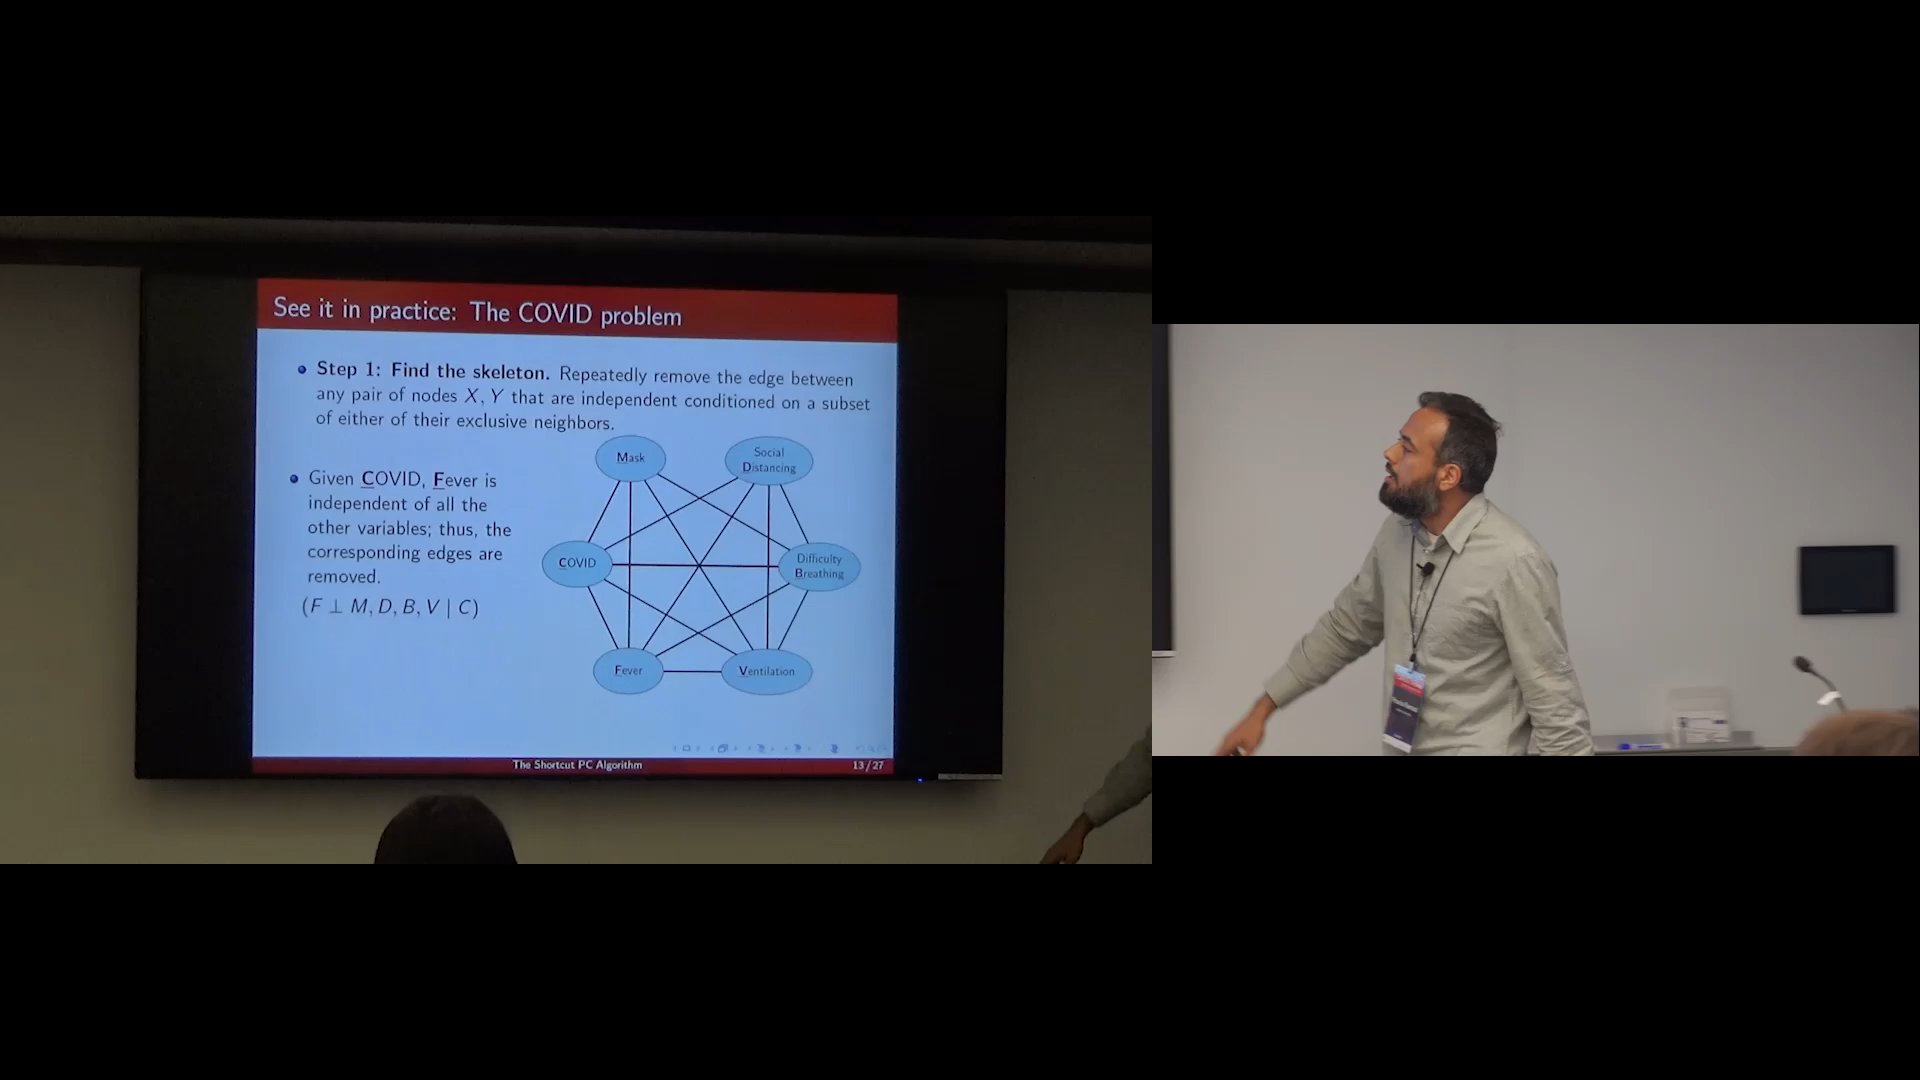 See it in practice: The COVID problem
Step 1: Find the skeleton. Repeatedly remove the edge between
any pair of nodes X, Y that are independent conditioned on a subset
of either of their exclusive neighbors.
Given COVID, Fever is
independent of all the
other variables; thus, the
corresponding edges are
removed.
(F ⊥ M, D, B, V | C)
Mask
Social
Distancing
COVID
Difficulty
Breathing
Fever
Ventilation
The Shortcut PC Algorithm
13 / 27